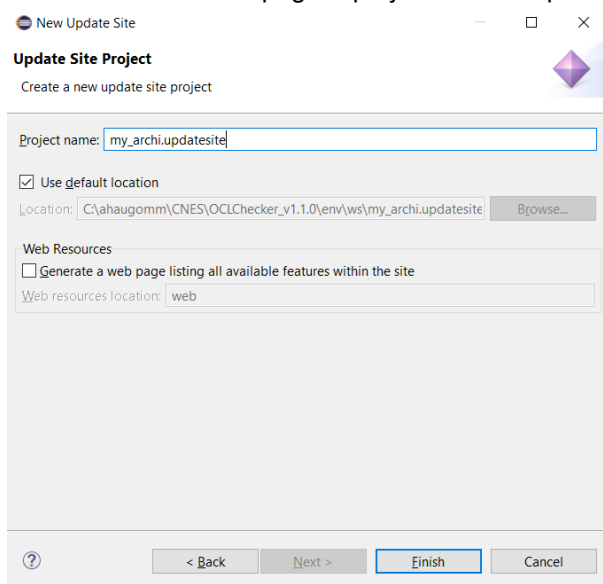 New Update Site
Update Site Project
Create a new update site project
Project name: my_archi.updatesite
Use default location
Location: C:\ahaugomm\CNES\OCLChecker_v1.1.0\env\ws\my_archi.updatesite Browse...
Web Resources
Generate a web page listing all available features within the site
Web resources location: web
? < Back Next > Finish Cancel